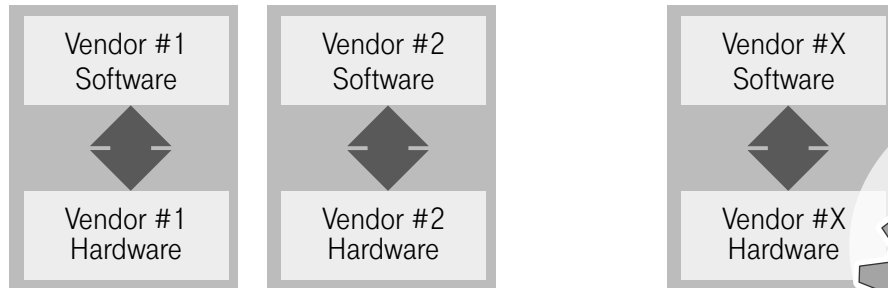 Vendor #1
Software
Vendor #2
Software
Vendor #X
Software
Vendor #1
Hardware
Vendor #2
Hardware
Vendor #X
Hardware